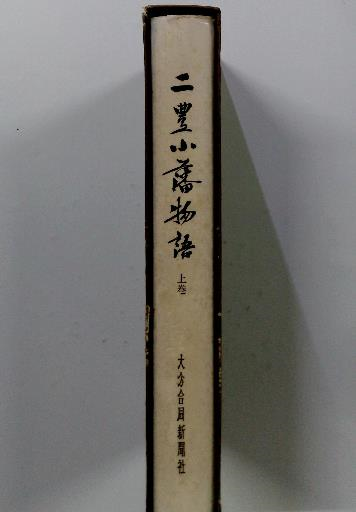 二豊小藩物語
上巻
大分合同新聞社